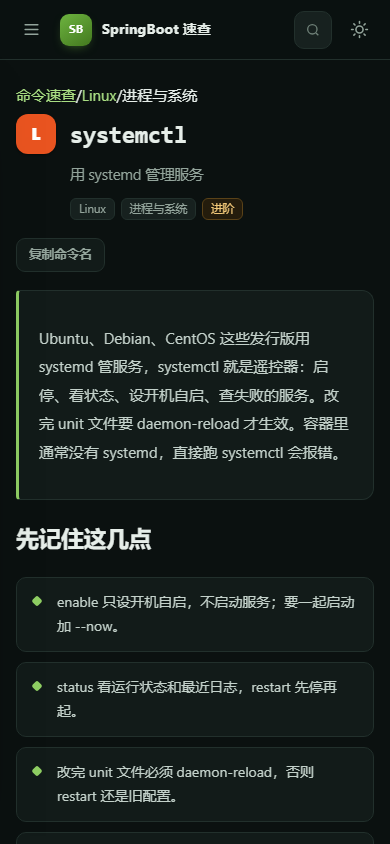 SB SpringBoot 速查
命令速查/Linux/进程与系统
L systemctl
用 systemd 管理服务
Linux 进程与系统 进阶
复制命令名
Ubuntu、Debian、CentOS 这些发行版用
systemd 管服务，systemctl 就是遥控器：启
停、看状态、设开机自启、查失败的服务。改
完 unit 文件要 daemon-reload 才生效。容器里
通常没有 systemd，直接跑 systemctl 会报错。
先记住这几点
enable 只设开机自启，不启动服务；要一起启动
加 --now。
status 看运行状态和最近日志，restart 先停再
起。
改完 unit 文件必须 daemon-reload，否则
restart 还是旧配置。